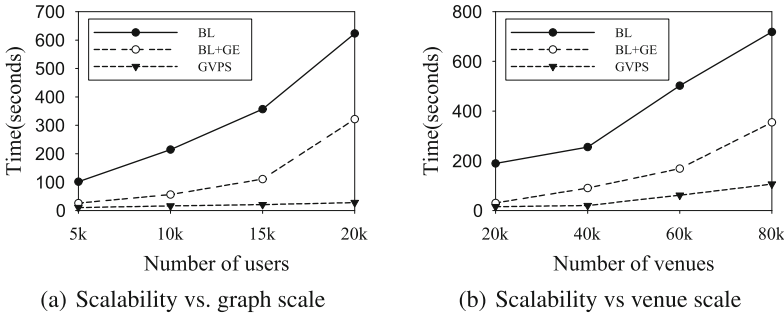 700
600
500
400
300
200
100
0
Time(seconds)
BL
BL+GE
GVPS
5k 10k 15k 20k
Number of users
(a) Scalability vs. graph scale
800
600
400
200
0
Time(seconds)
BL
BL+GE
GVPS
20k 40k 60k 80k
Number of venues
(b) Scalability vs venue scale